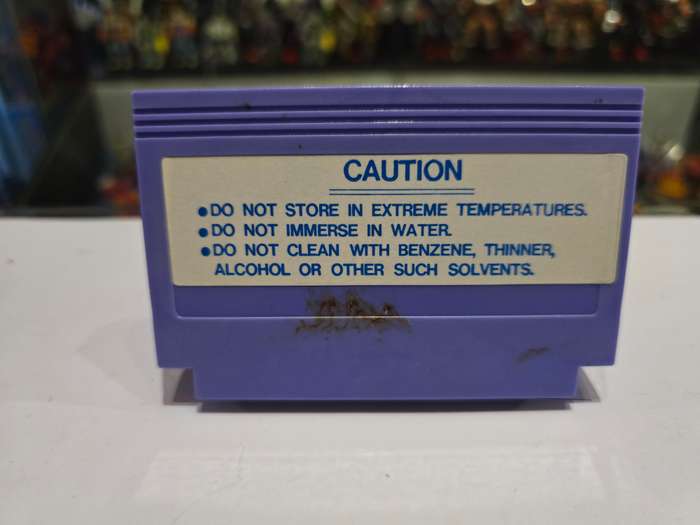 CAUTION
●DO NOT STORE IN EXTREME TEMPERATURES.
●DO NOT IMMERSE IN WATER.
●DO NOT CLEAN WITH BENZENE, THINNER,
ALCOHOL OR OTHER SUCH SOLVENTS.